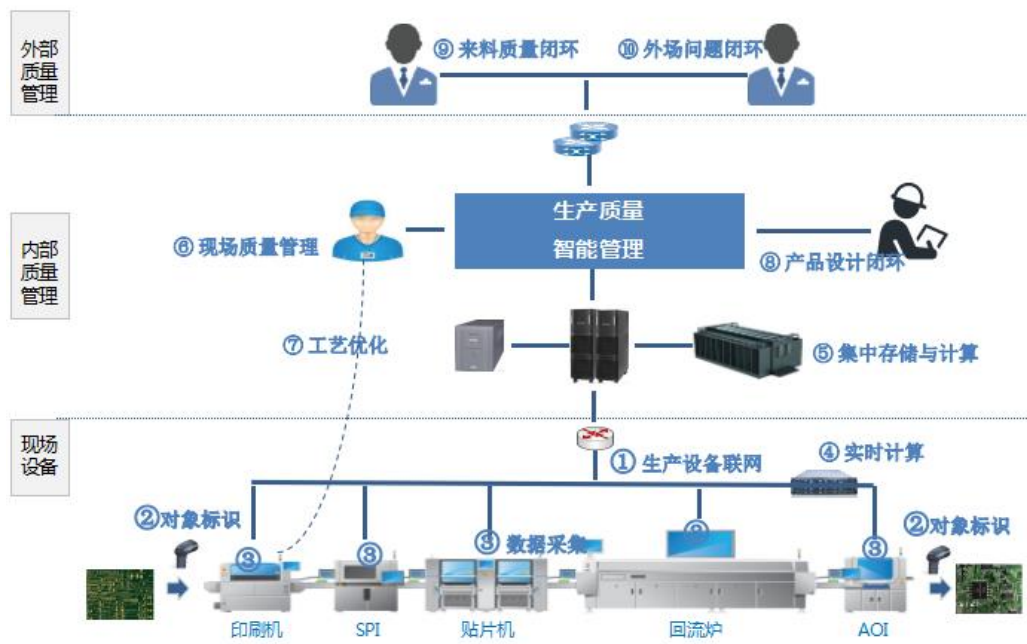 外部
质量
管理
⑨ 来料质量闭环
⑩ 外场问题闭环
内部
质量
管理
生产质量
智能管理
⑥ 现场质量管理
⑧ 产品设计闭环
⑦ 工艺优化
⑤ 集中存储与计算
现场
设备
① 生产设备联网
④ 实时计算
②对象标识
②对象标识
③
③
③ 数据采集
③
③
印刷机
SPI
贴片机
回流炉
AOI